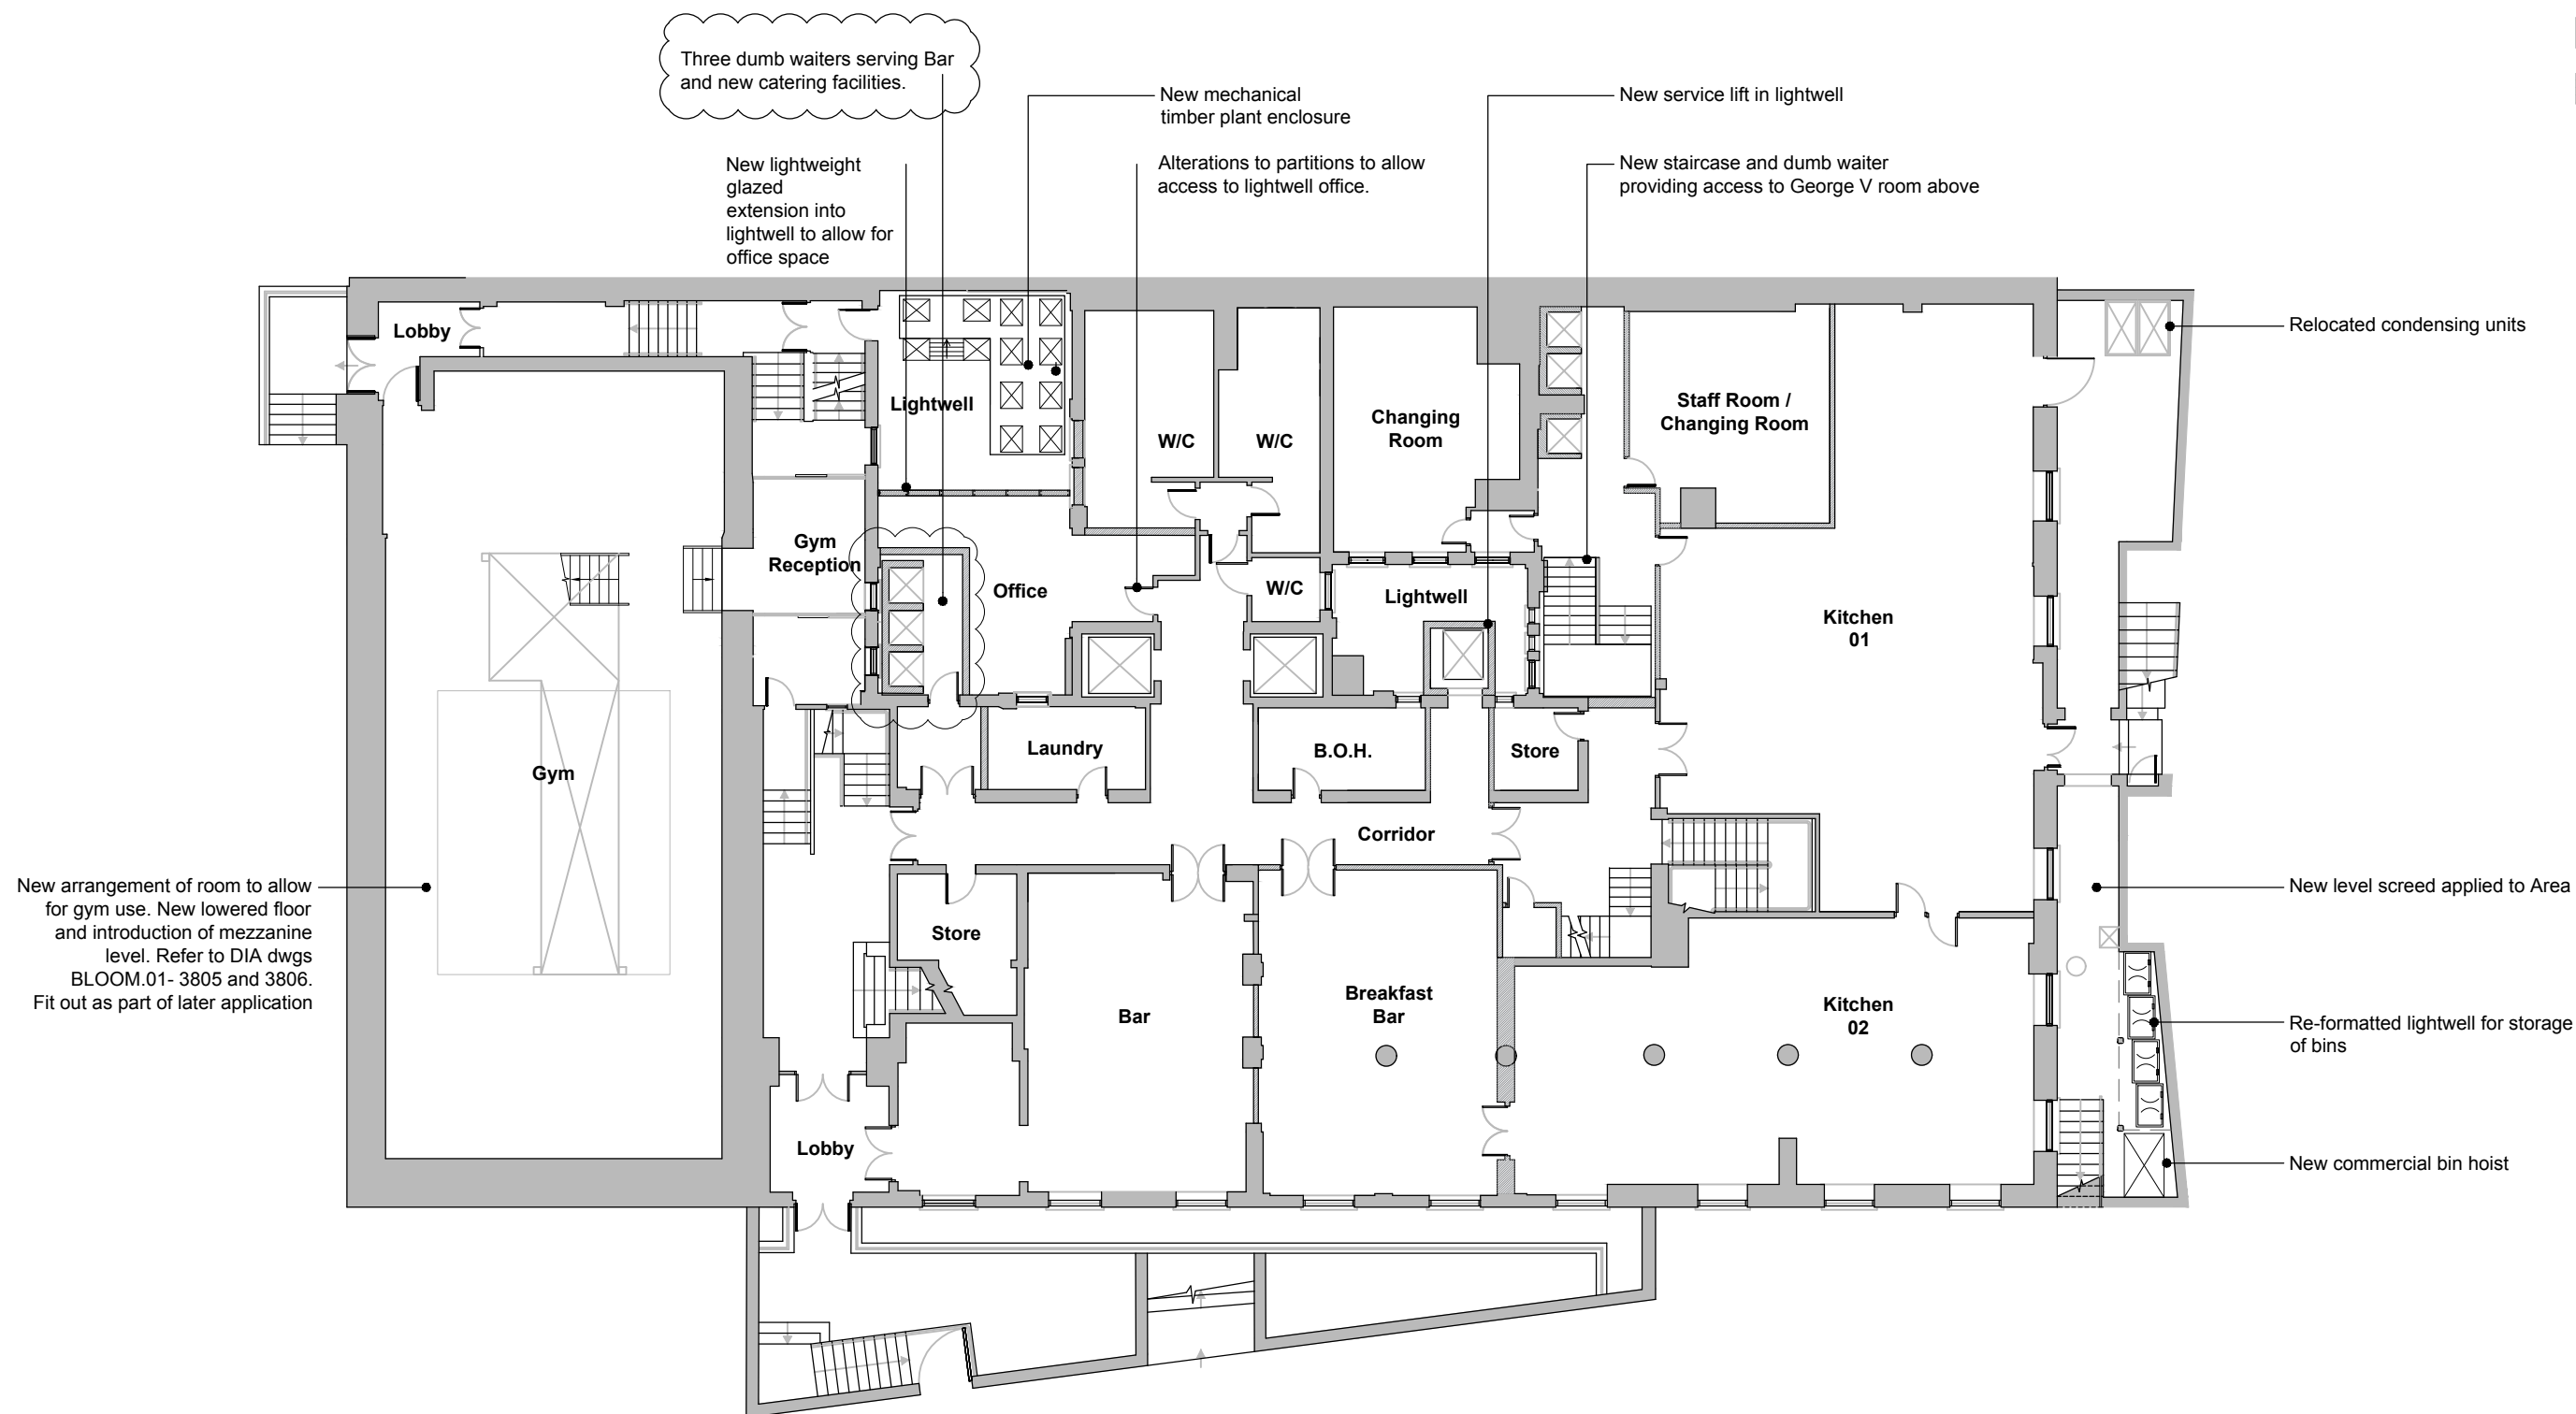 Three dumb waiters serving Bar
and new catering facilities.
New mechanical
timber plant enclosure
New service lift in lightwell
New lightweight
glazed
extension into
lightwell to allow for
office space
Alterations to partitions to allow
access to lightwell office.
New staircase and dumb waiter
providing access to George V room above
Lobby
Relocated condensing units
Lightwell
W/C
W/C
Changing
Room
Staff Room /
Changing Room
Gym
Reception
Office
W/C
Lightwell
Kitchen
01
Laundry
B.O.H.
Store
Gym
Corridor
New arrangement of room to allow
for gym use. New lowered floor
and introduction of mezzanine
level. Refer to DIA dwgs
BLOOM.01- 3805 and 3806.
Fit out as part of later application
New level screed applied to Area
Store
Bar
Breakfast
Bar
Kitchen
02
Re-formatted lightwell for storage
of bins
Lobby
New commercial bin hoist